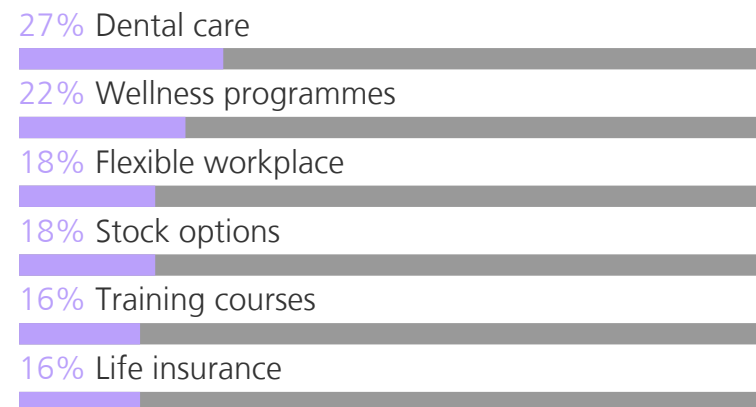 27% Dental care
22% Wellness programmes
18% Flexible workplace
18% Stock options
16% Training courses
16% Life insurance